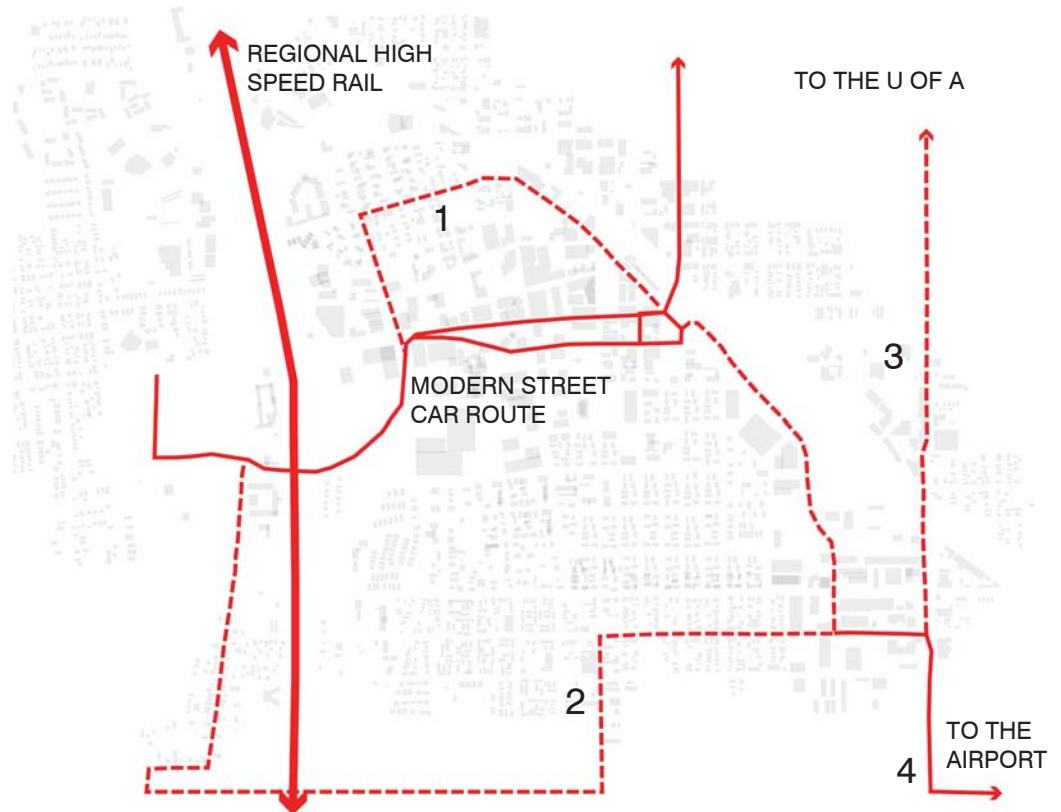 REGIONAL HIGH
SPEED RAIL
TO THE U OF A
1
3
MODERN STREET
CAR ROUTE
2
TO THE
AIRPORT
4